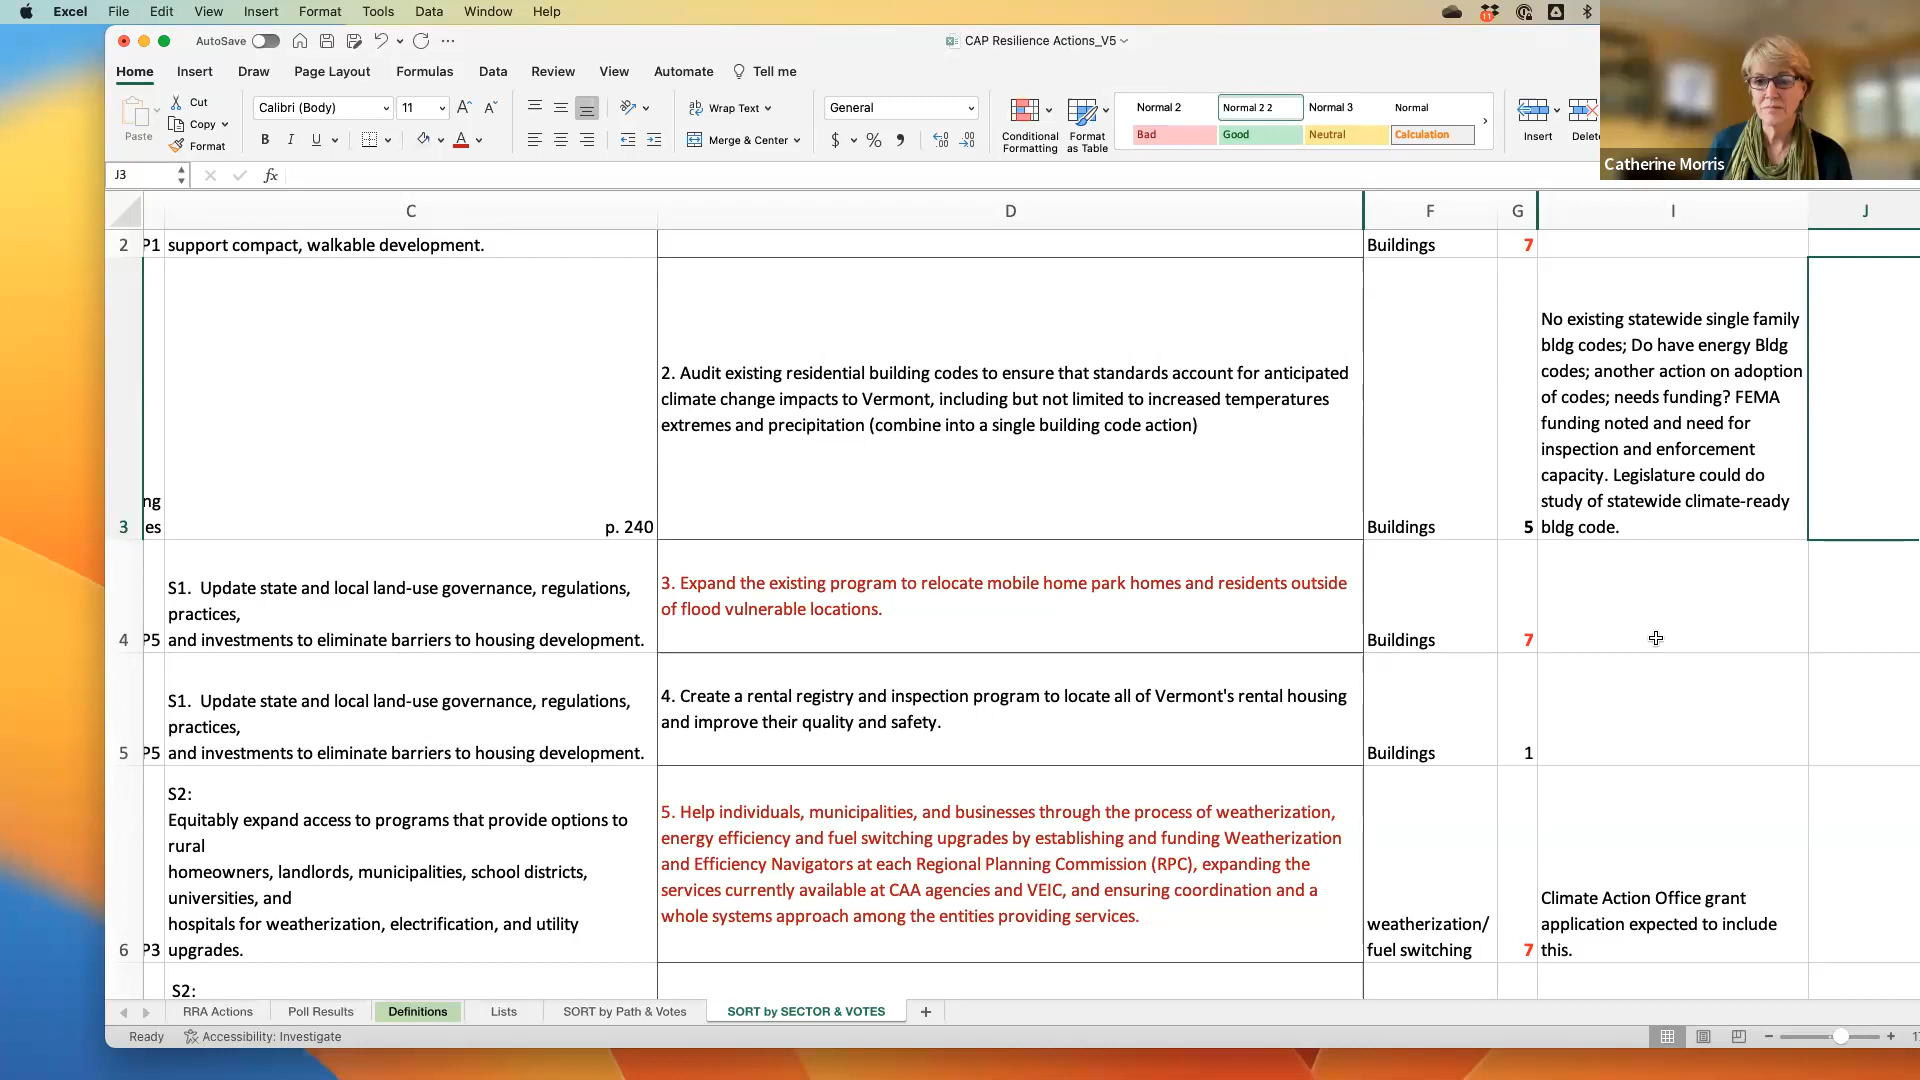 Excel File Edit View Insert Format Tools Data Window Help
11
AutoSave
CAP Resilience Actions_V5
Home Insert Draw Page Layout Formulas Data Review View Automate Tell me
Paste
Cut
Copy
Format
Calibri (Body) 11
B I U
Wrap Text
Merge & Center
General
$ %
Conditional
Formatting
Format
as Table
Normal 2 Normal 2 2 Normal 3 Normal
Bad Good Neutral Calculation
Insert
Delet
Catherine Morris
J3
fx
C D F G I J
2 P1 support compact, walkable development. Buildings 7
2. Audit existing residential building codes to ensure that standards account for anticipated
climate change impacts to Vermont, including but not limited to increased temperatures
extremes and precipitation (combine into a single building code action)
No existing statewide single family
bldg codes; Do have energy Bldg
codes; another action on adoption
of codes; needs funding? FEMA
funding noted and need for
inspection and enforcement
capacity. Legislature could do
study of statewide climate-ready
bldg code.
ng
3 es p. 240 Buildings 5
S1. Update state and local land-use governance, regulations,
practices,
and investments to eliminate barriers to housing development.
3. Expand the existing program to relocate mobile home park homes and residents outside
of flood vulnerable locations.
4 P5 Buildings 7
S1. Update state and local land-use governance, regulations,
practices,
and investments to eliminate barriers to housing development.
4. Create a rental registry and inspection program to locate all of Vermont's rental housing
and improve their quality and safety.
5 P5 Buildings 1
S2:
Equitably expand access to programs that provide options to
rural
homeowners, landlords, municipalities, school districts,
universities, and
hospitals for weatherization, electrification, and utility
upgrades.
5. Help individuals, municipalities, and businesses through the process of weatherization,
energy efficiency and fuel switching upgrades by establishing and funding Weatherization
and Efficiency Navigators at each Regional Planning Commission (RPC), expanding the
services currently available at CAA agencies and VEIC, and ensuring coordination and a
whole systems approach among the entities providing services.
weatherization/
fuel switching
Climate Action Office grant
application expected to include
this.
6 P3 7
S2:
RRA Actions Poll Results Definitions Lists SORT by Path & Votes SORT by SECTOR & VOTES
Ready Accessibility: Investigate